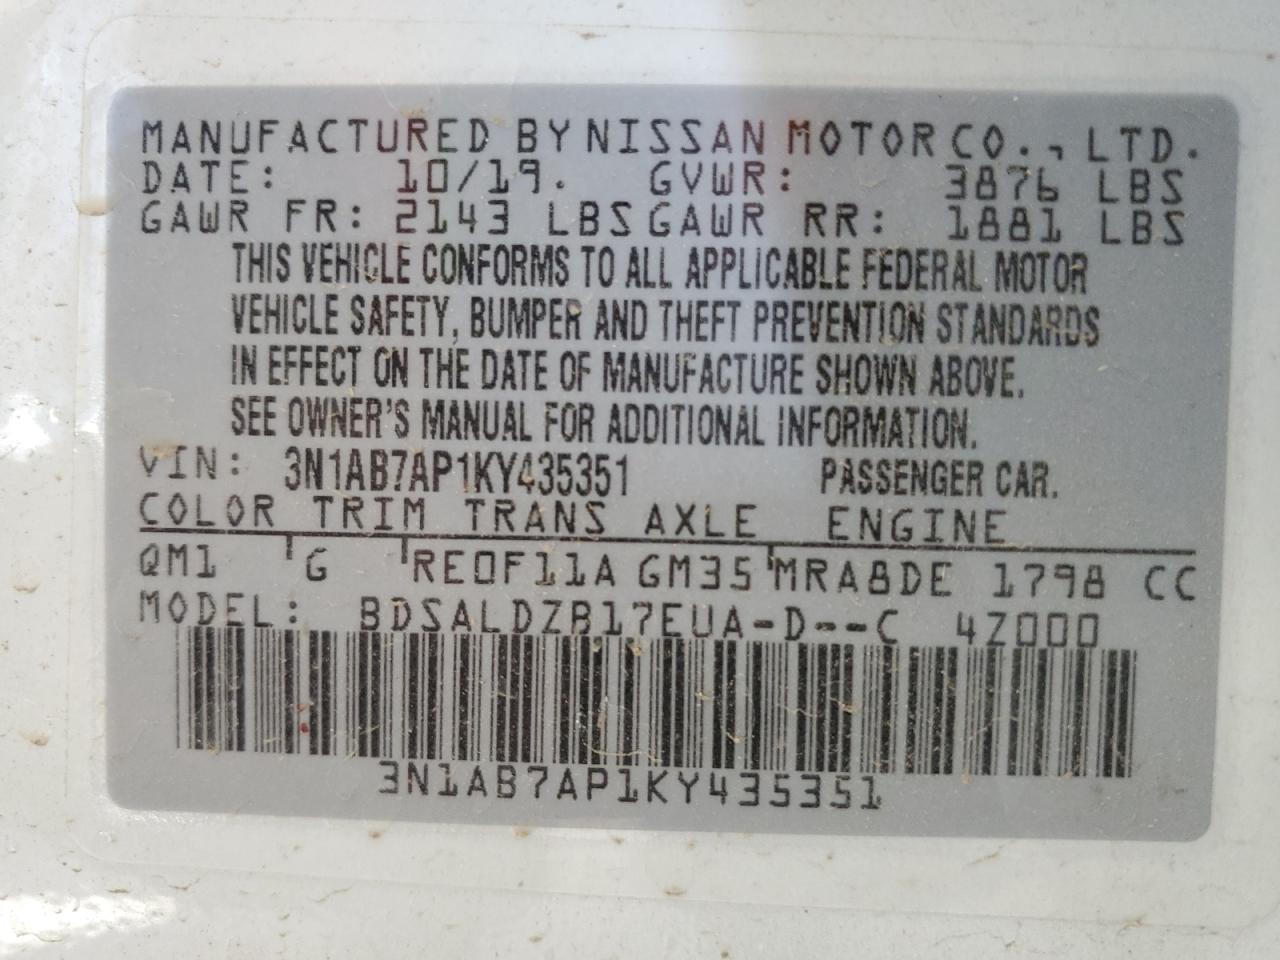 MANUFACTURED BY NISSAN MOTOR CO., LTD.
DATE: 10/19. GVWR: 3876 LBS
GAWR FR: 2143 LBS GAWR RR: 1881 LBS
THIS VEHICLE CONFORMS TO ALL APPLICABLE FEDERAL MOTOR
VEHICLE SAFETY, BUMPER AND THEFT PREVENTION STANDARDS
IN EFFECT ON THE DATE OF MANUFACTURE SHOWN ABOVE.
SEE OWNER'S MANUAL FOR ADDITIONAL INFORMATION.
VIN: 3N1AB7AP1KY435351 PASSENGER CAR.
COLOR TRIM TRANS AXLE ENGINE
QM1 G RE0F11A GM35 MRA8DE 1798 CC
MODEL: BDSALDZB17EUA-D--C 4Z000
3N1AB7AP1KY435351